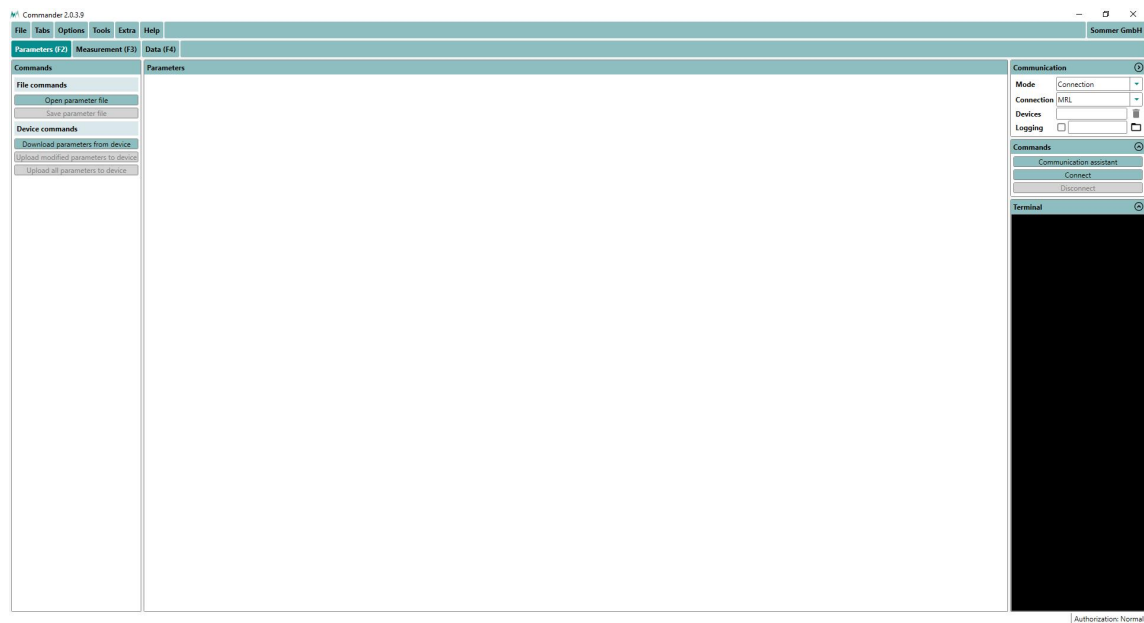 Commander 2.0.3.9
File Tabs Options Tools Extra Help
Sommer GmbH
Parameters (F2) Measurement (F3) Data (F4)
Commands
File commands
Open parameter file
Save parameter file
Device commands
Download parameters from device
Upload modified parameters to device
Upload all parameters to device
Parameters
Communication
Mode Connection
Connection MRL
Devices
Logging
Commands
Communication assistant
Connect
Disconnect
Terminal
Authorization: Normal